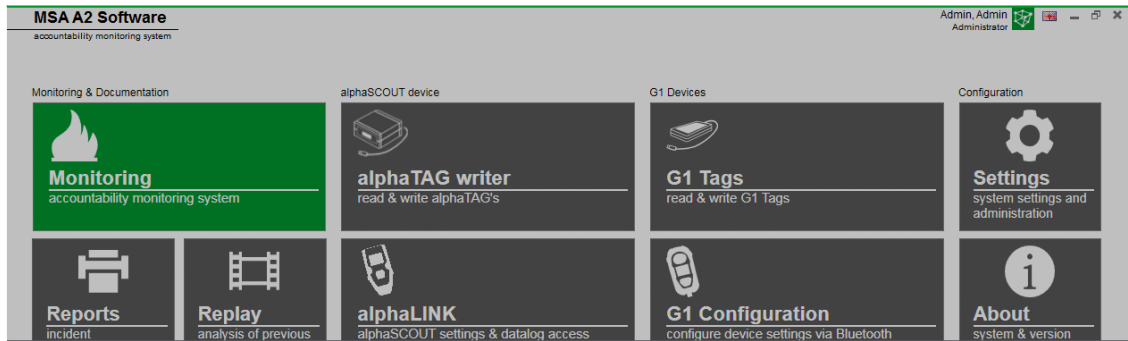 MSA A2 Software
accountability monitoring system
Admin, Admin
Administrator
Monitoring & Documentation
alphaSCOUT device
G1 Devices
Configuration
Monitoring
accountability monitoring system
alphaTAG writer
read & write alphaTAG's
G1 Tags
read & write G1 Tags
Settings
system settings and
administration
Reports
incident
Replay
analysis of previous
alphaLINK
alphaSCOUT settings & datalog access
G1 Configuration
configure device settings via Bluetooth
About
system & version